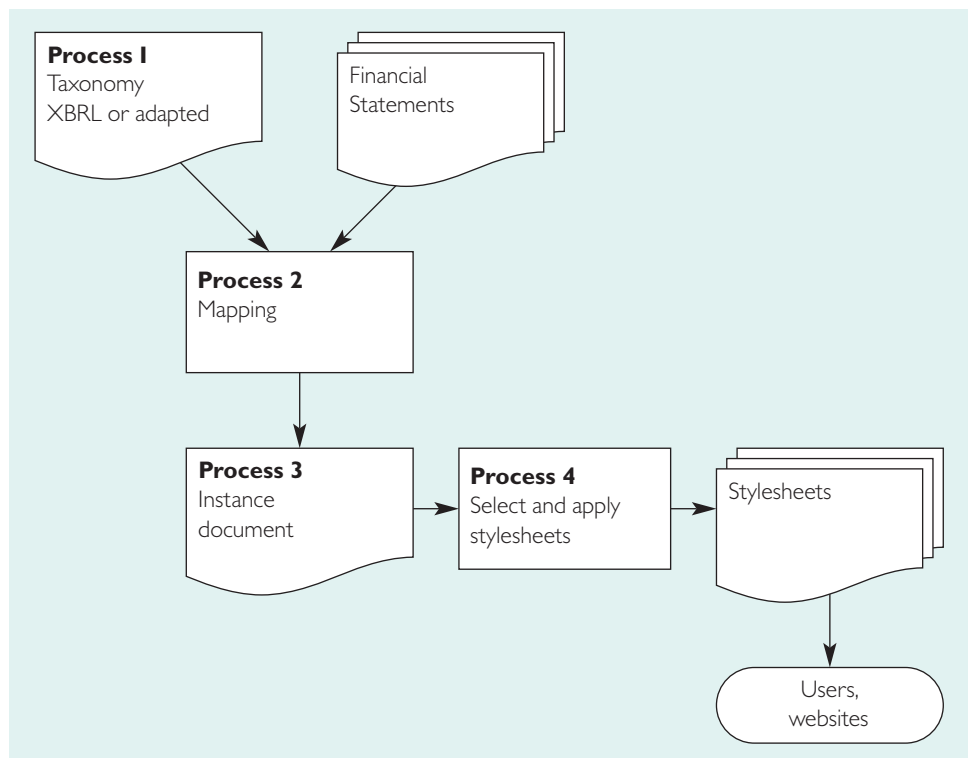 Process 1
Taxonomy
XBRL or adapted
Financial
Statements
Process 2
Mapping
Process 3
Instance
document
Process 4
Select and apply
stylesheets
Stylesheets
Users,
websites